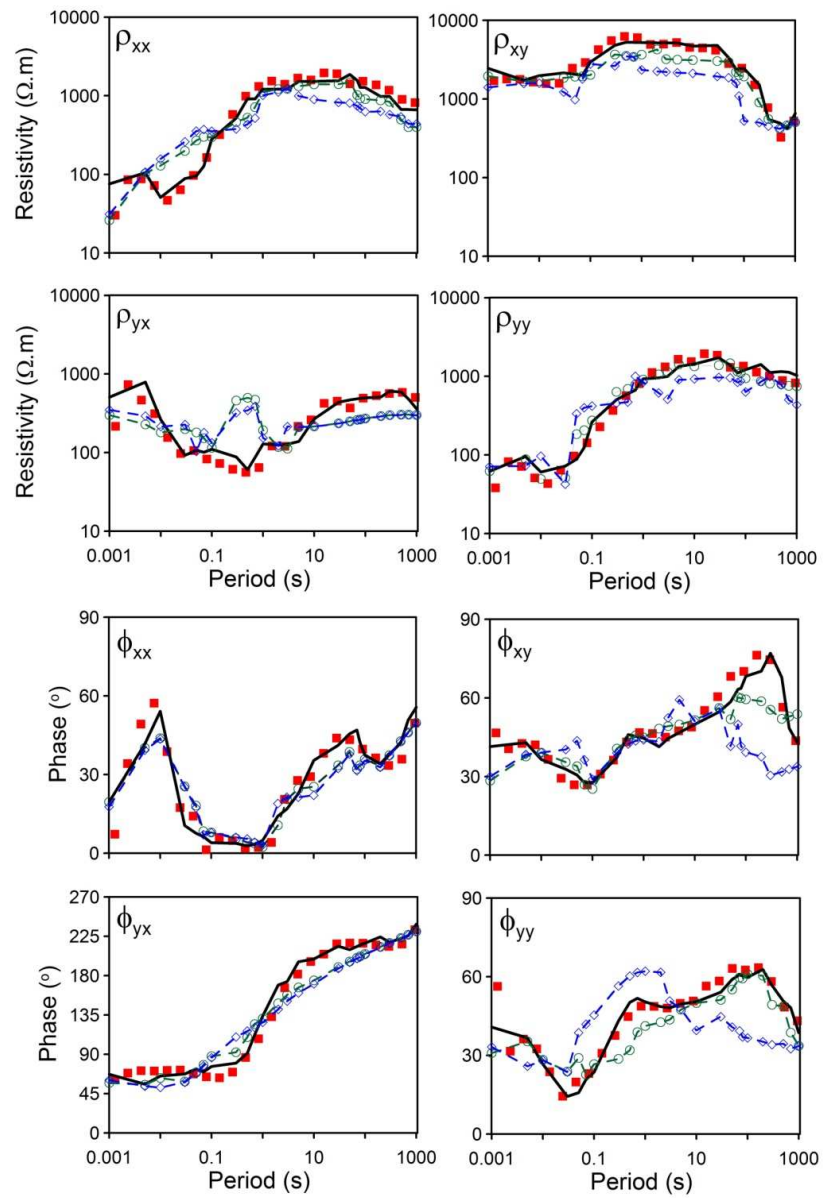 10000
1000
100
10
Resistivity (Ω.m)
ρxx
10000
1000
100
10
ρxy
10000
1000
100
10
Resistivity (Ω.m)
ρyx
0.001 0.1 10 1000
Period (s)
10000
1000
100
10
ρyy
0.001 0.1 10 1000
Period (s)
90
60
30
0
Phase (º)
ϕxx
90
60
30
0
ϕxy
270
225
180
135
90
45
0
Phase (º)
ϕyx
0.001 0.1 10 1000
Period (s)
90
60
30
0
ϕyy
0.001 0.1 10 1000
Period (s)